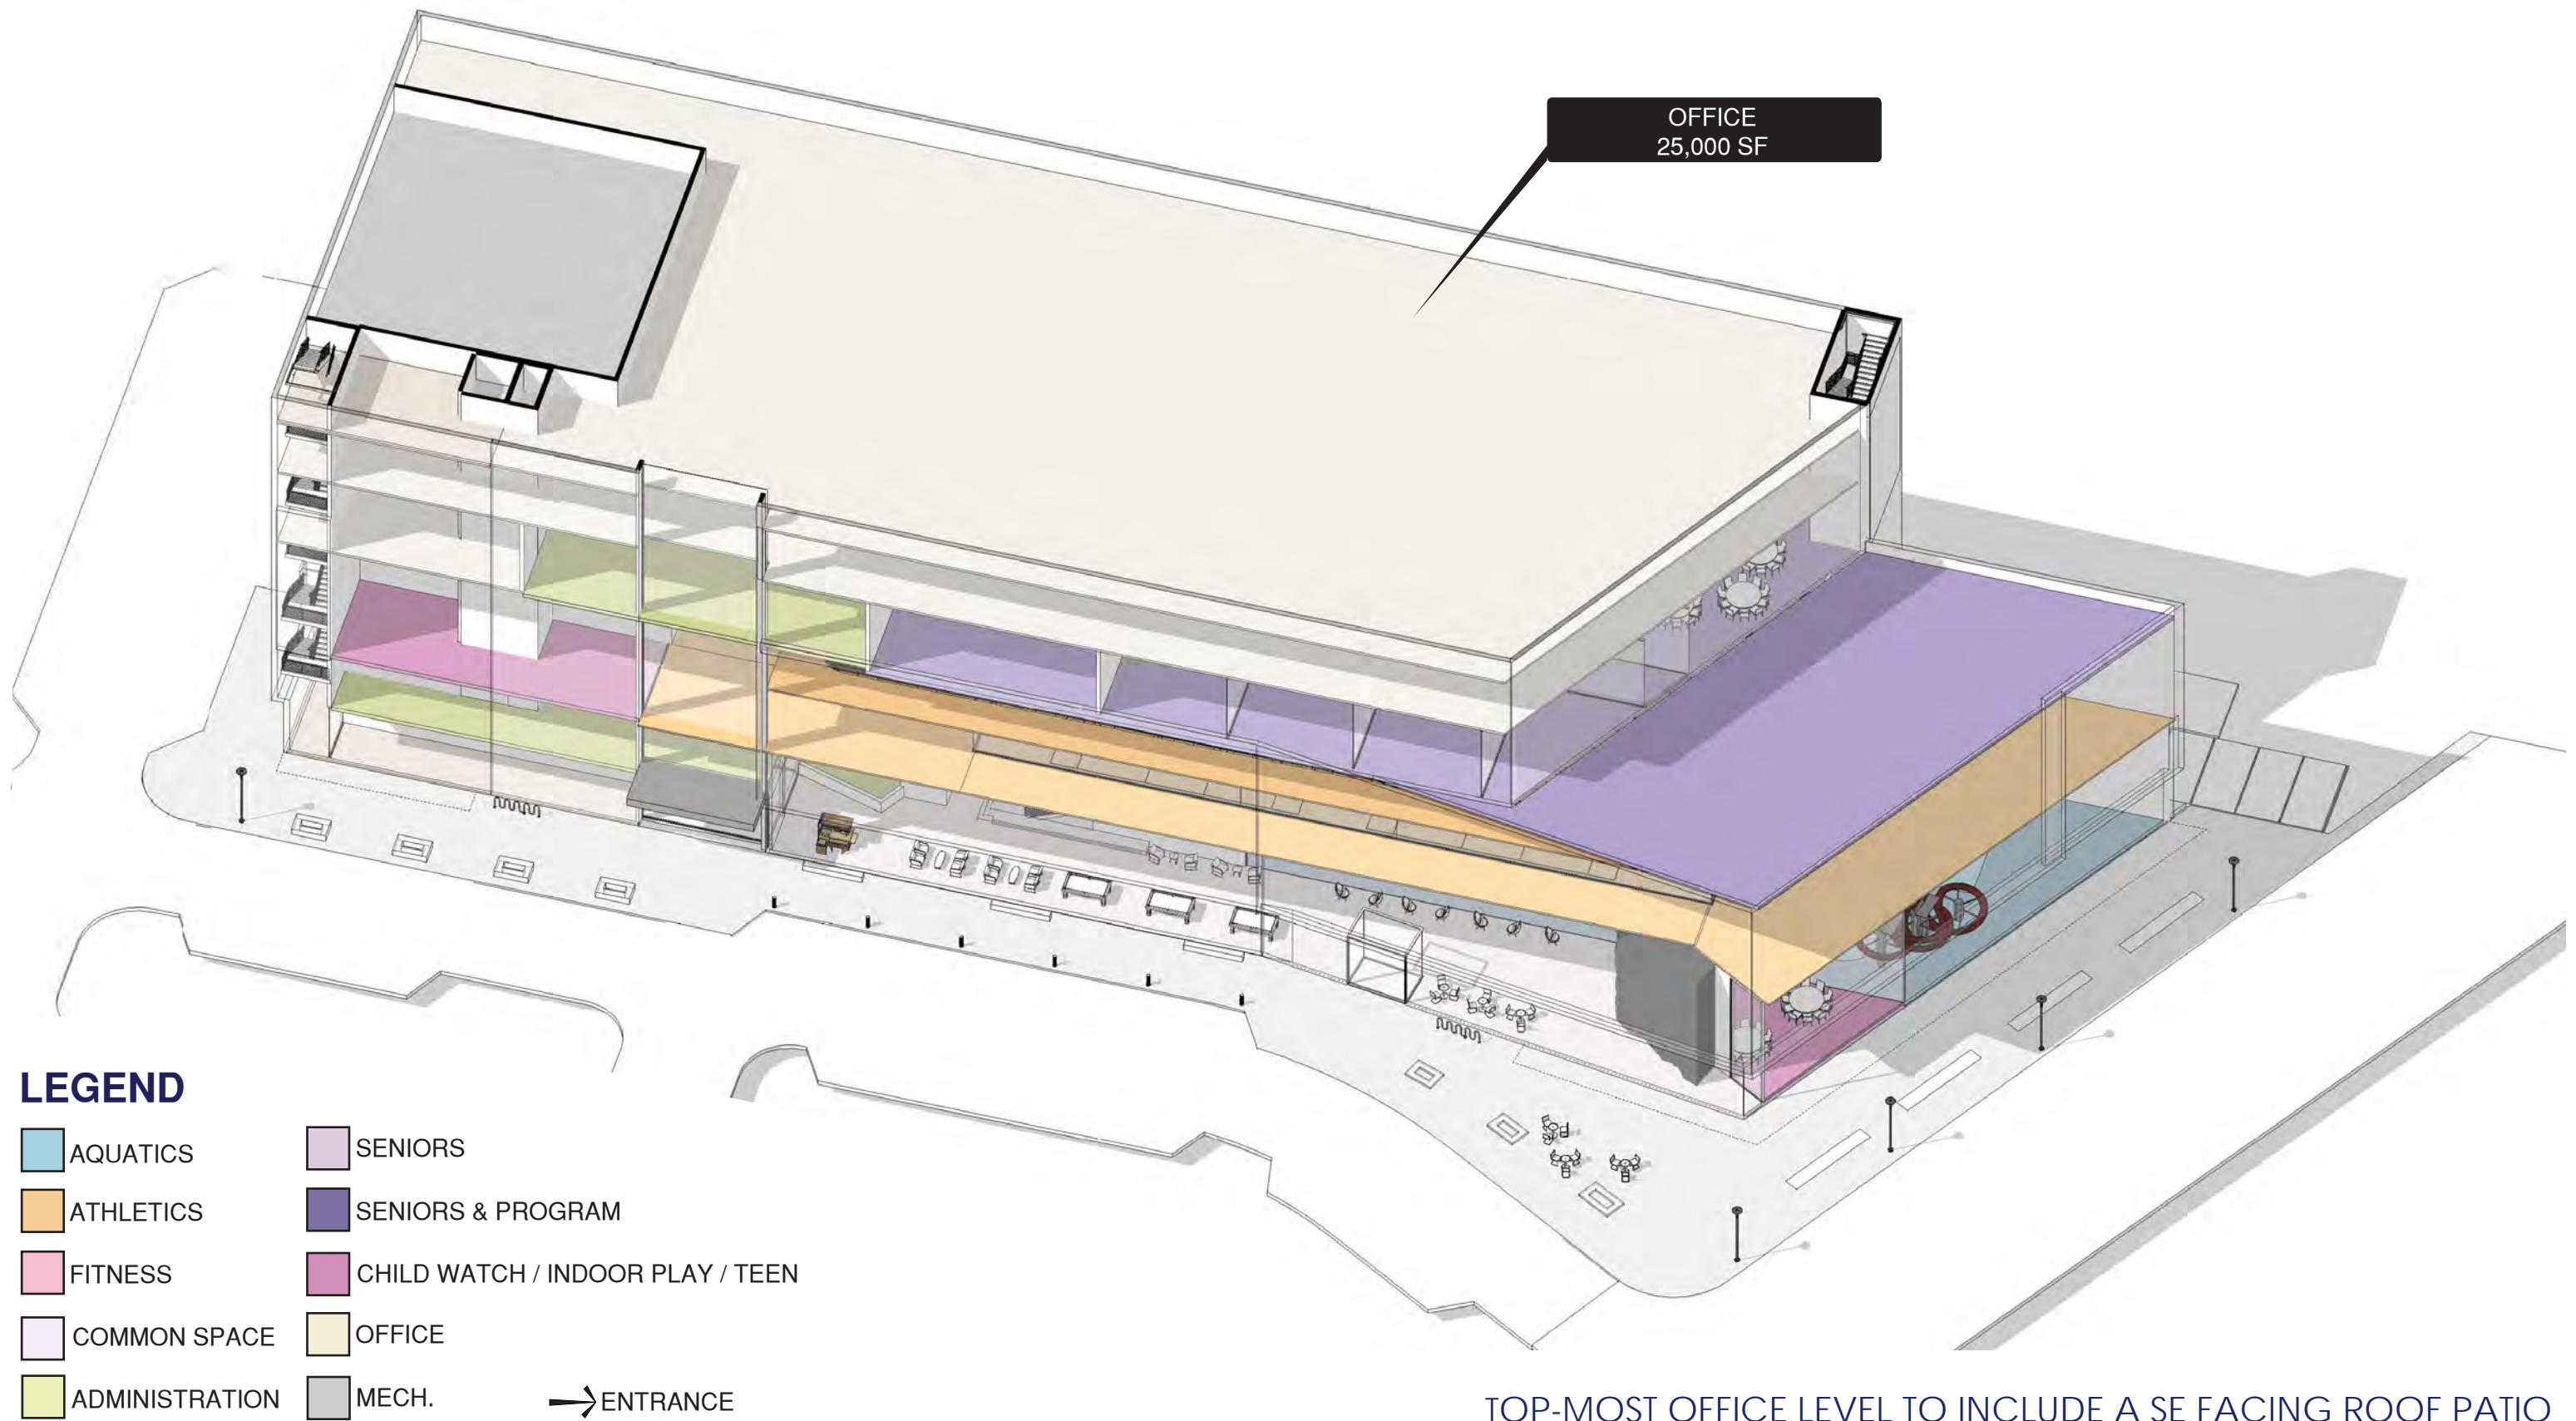 OFFICE
25,000 SF
LEGEND
AQUATICS
ATHLETICS
FITNESS
COMMON SPACE
ADMINISTRATION
SENIORS
SENIORS & PROGRAM
CHILD WATCH / INDOOR PLAY / TEEN
OFFICE
MECH.
ENTRANCE
TOP-MOST OFFICE LEVEL TO INCLUDE A SE FACING ROOF PATIO